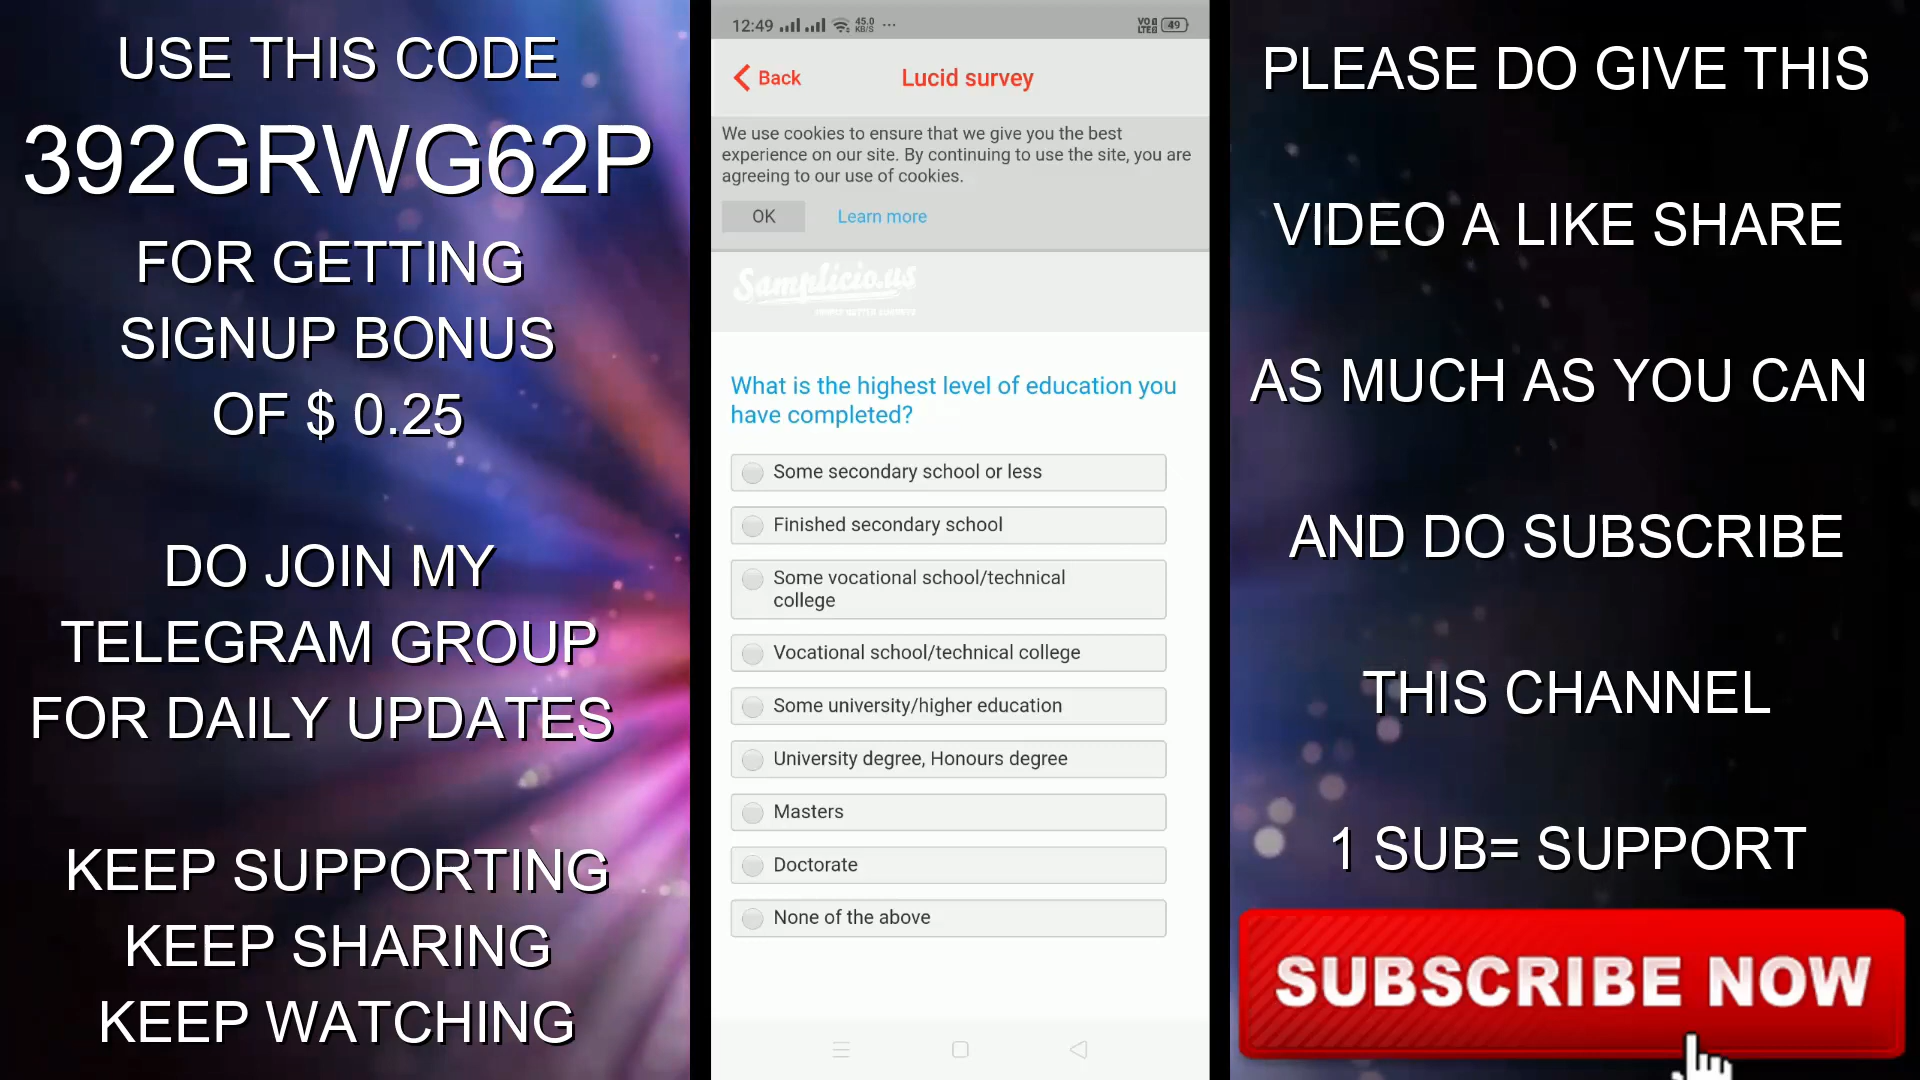 USE THIS CODE
392GRWG62P
FOR GETTING
SIGNUP BONUS
OF $ 0.25
DO JOIN MY
TELEGRAM GROUP
FOR DAILY UPDATES
KEEP SUPPORTING
KEEP SHARING
KEEP WATCHING
12:49 45.0 KB/S ... VO LTE 49
Back Lucid survey
We use cookies to ensure that we give you the best
experience on our site. By continuing to use the site, you are
agreeing to our use of cookies.
OK Learn more
Samplicio.us
What is the highest level of education you
have completed?
Some secondary school or less
Finished secondary school
Some vocational school/technical
college
Vocational school/technical college
Some university/higher education
University degree, Honours degree
Masters
Doctorate
None of the above
PLEASE DO GIVE THIS
VIDEO A LIKE SHARE
AS MUCH AS YOU CAN
AND DO SUBSCRIBE
THIS CHANNEL
1 SUB= SUPPORT
SUBSCRIBE NOW